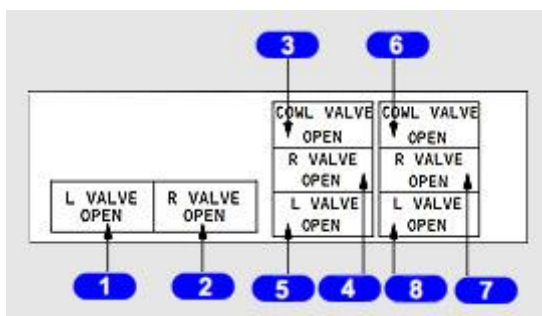 3 6
COWL VALVE COWL VALVE
OPEN OPEN
R VALVE R VALVE
OPEN OPEN
L VALVE R VALVE L VALVE L VALVE
OPEN OPEN OPEN OPEN
1 2 5 4 8 7